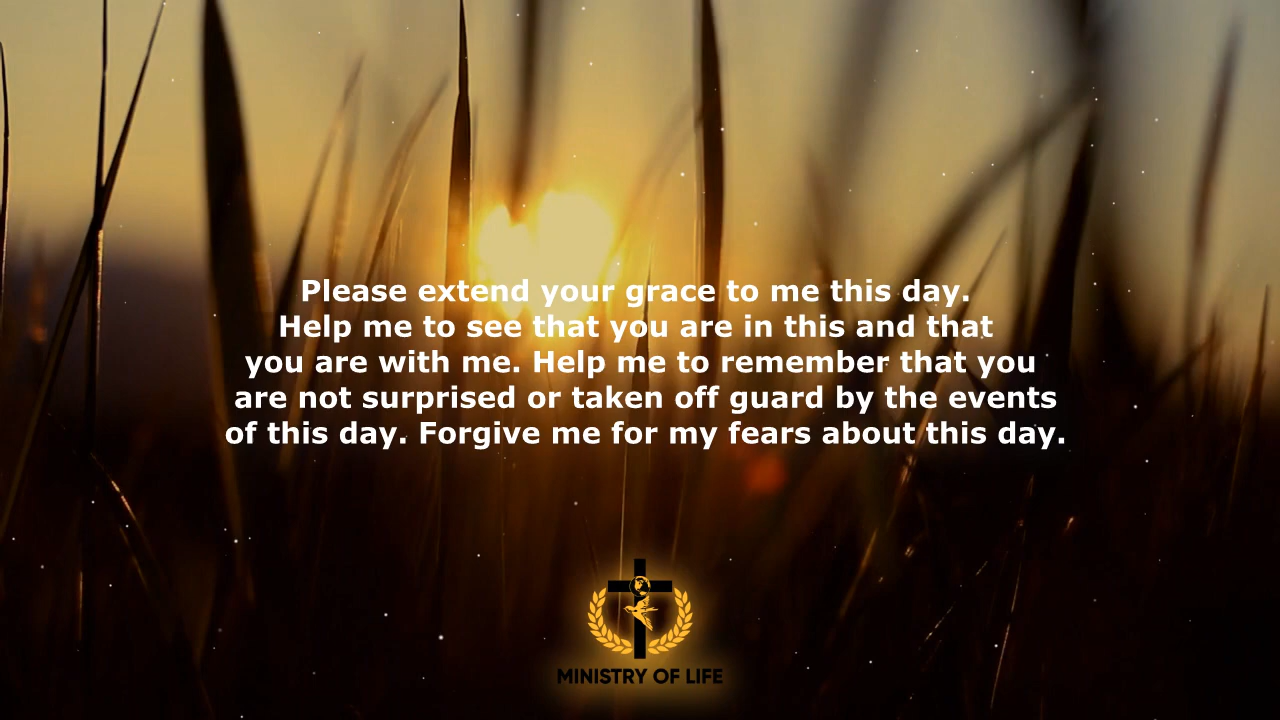 Please extend your grace to me this day.
Help me to see that you are in this and that
you are with me. Help me to remember that you
are not surprised or taken off guard by the events
of this day. Forgive me for my fears about this day.
MINISTRY OF LIFE